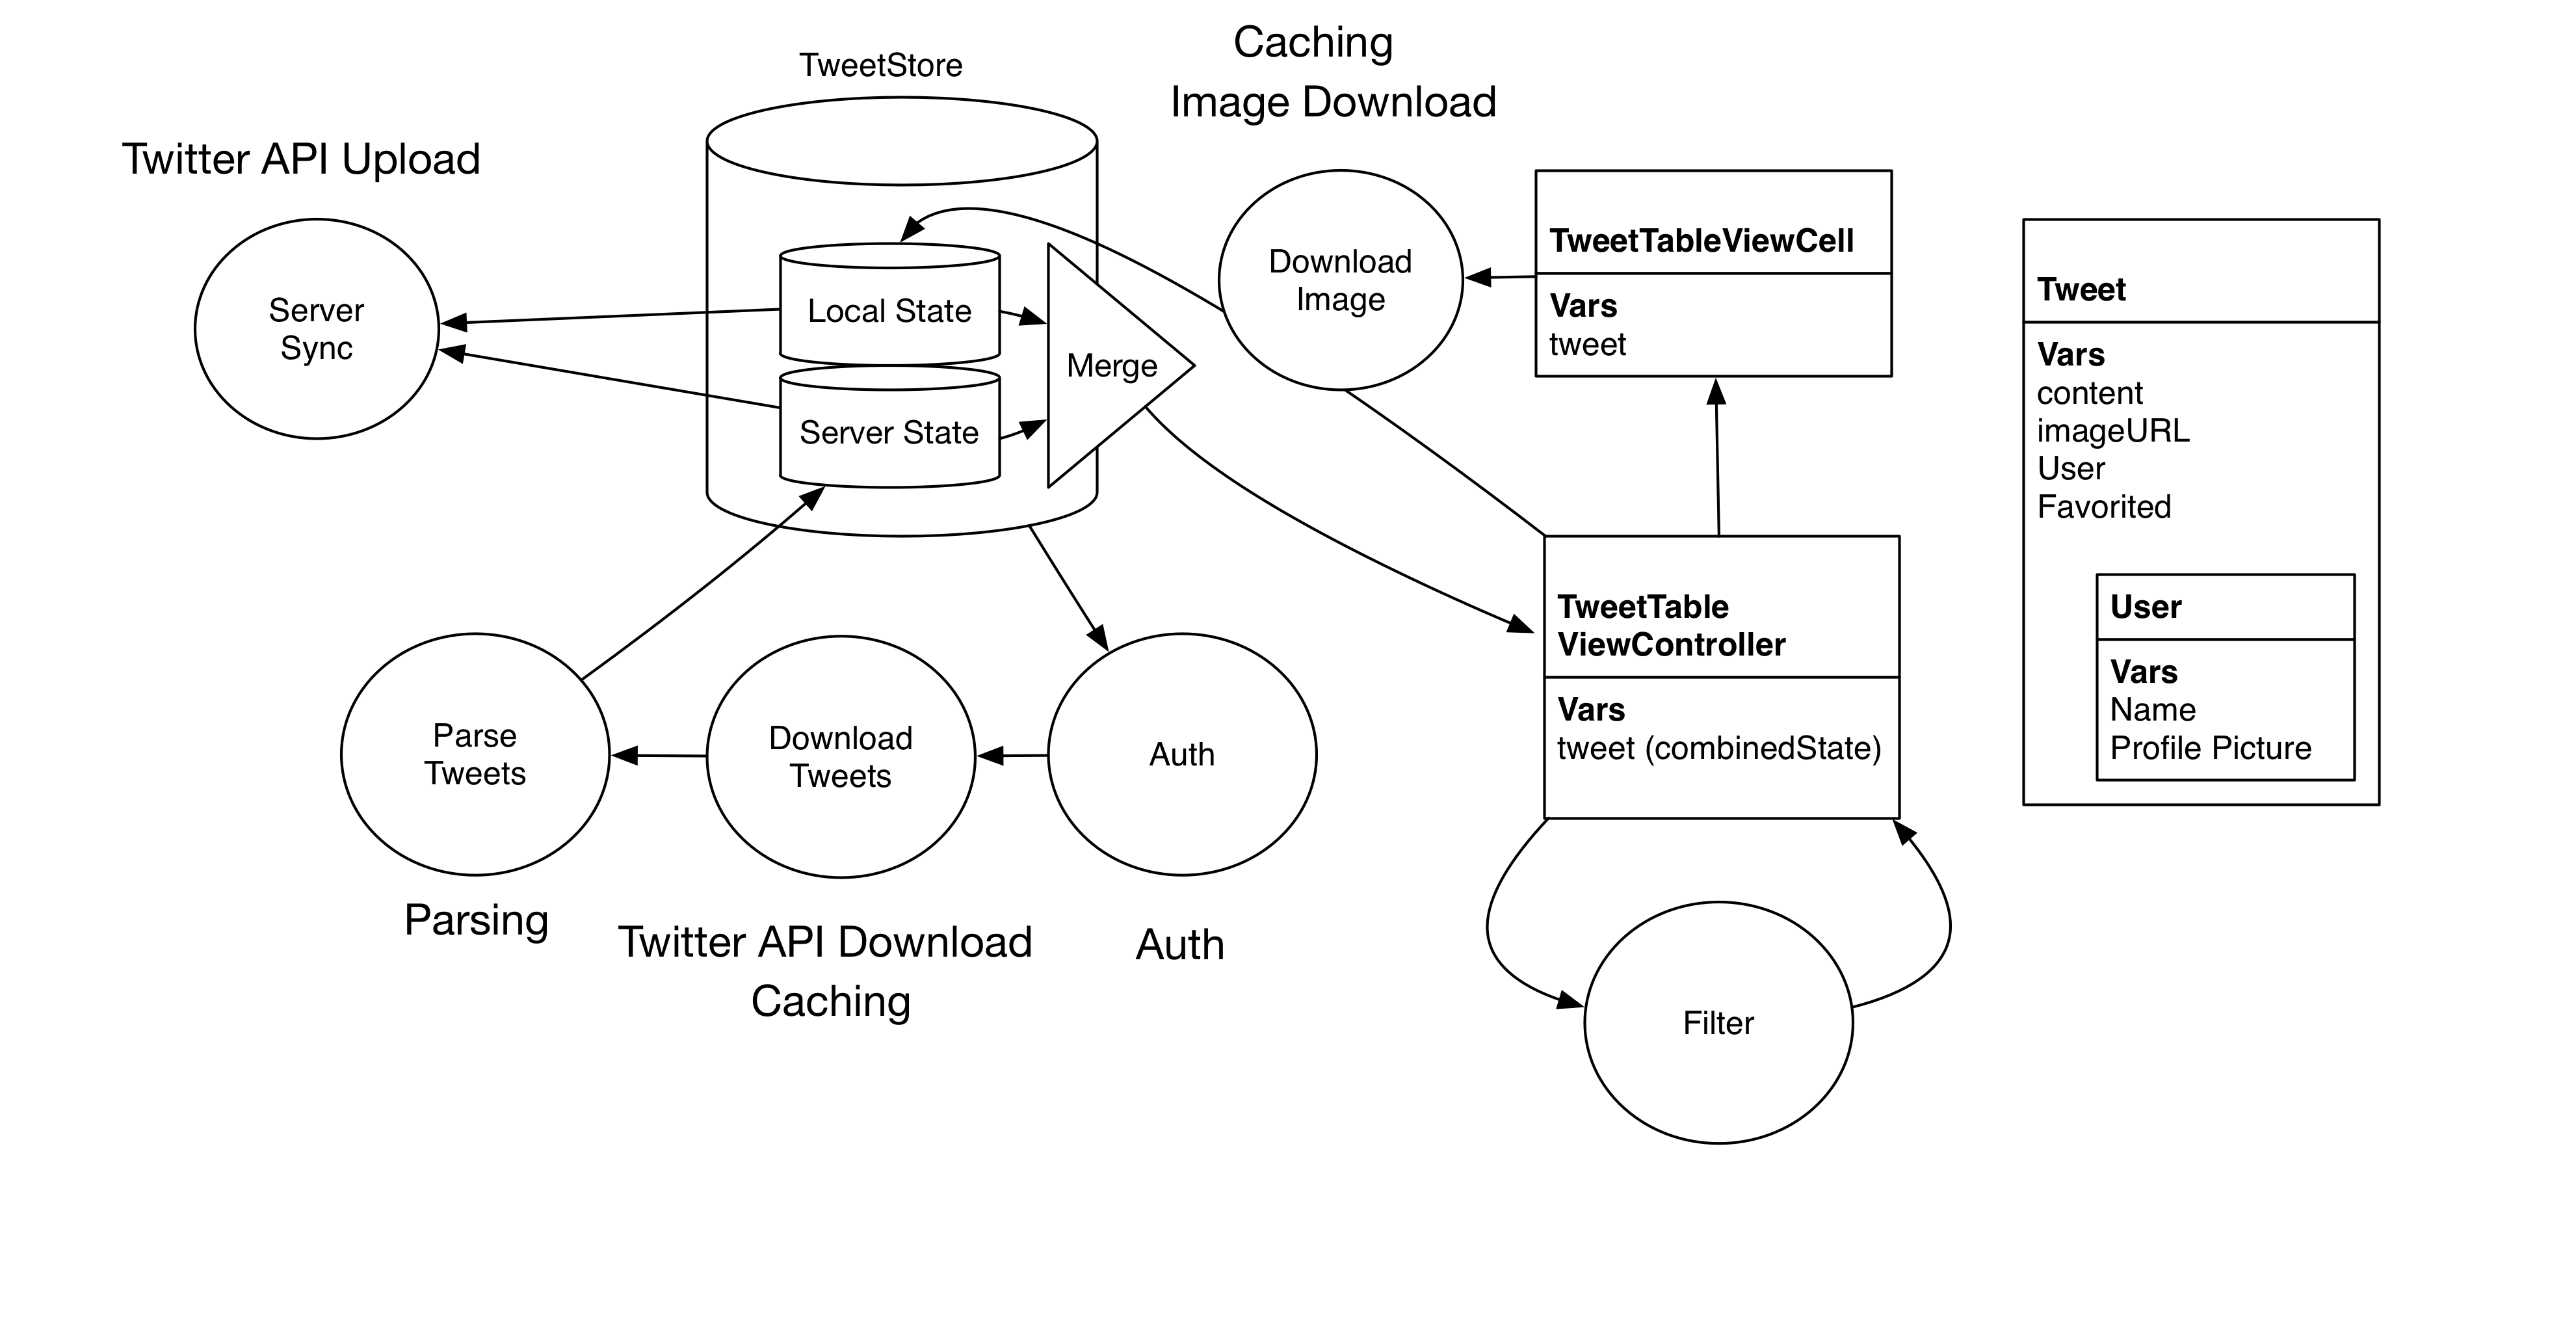 Caching
Image Download
TweetStore
Twitter API Upload
Server
Sync
Local State
Server State
Merge
Download
Image
TweetTableViewCell
Vars
tweet
Tweet
Vars
content
imageURL
User
Favorited
User
Vars
Name
Profile Picture
TweetTable
ViewController
Vars
tweet (combinedState)
Parse
Tweets
Download
Tweets
Auth
Parsing
Twitter API Download
Caching
Auth
Filter